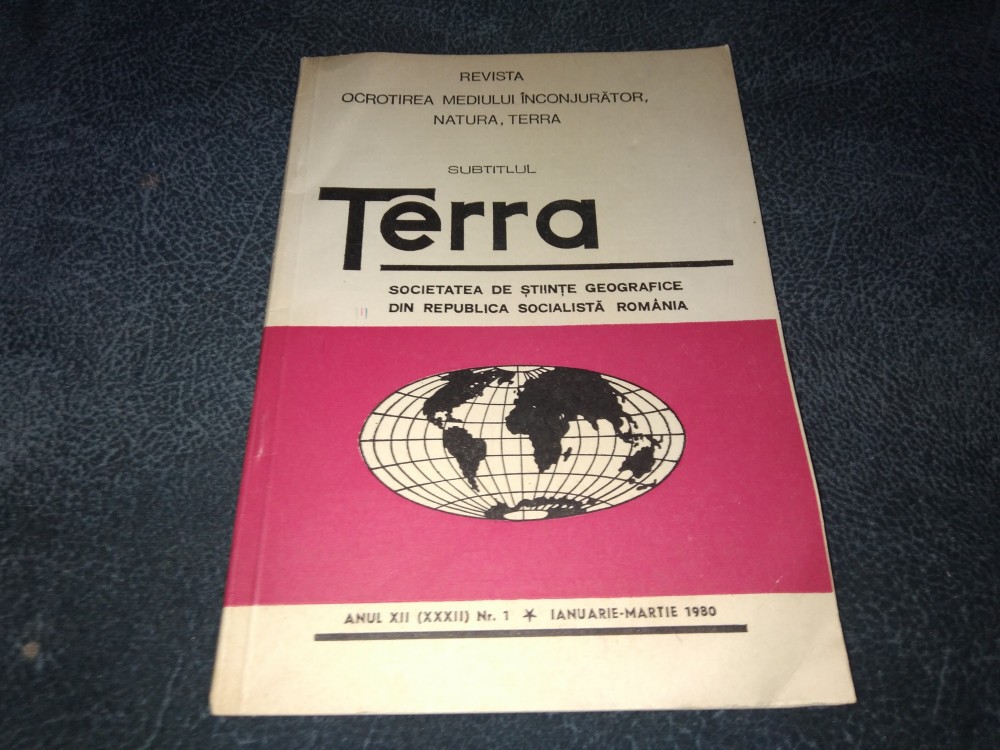 REVISTA
OCROTIREA MEDIULUI ÎNCONJURĂTOR,
NATURA, TERRA
SUBTITLUL
Terra
SOCIETATEA DE ȘTIINȚE GEOGRAFICE
DIN REPUBLICA SOCIALISTĂ ROMÂNIA
ANUL XII (XXXII) Nr. 1 ★ IANUARIE-MARTIE 1980